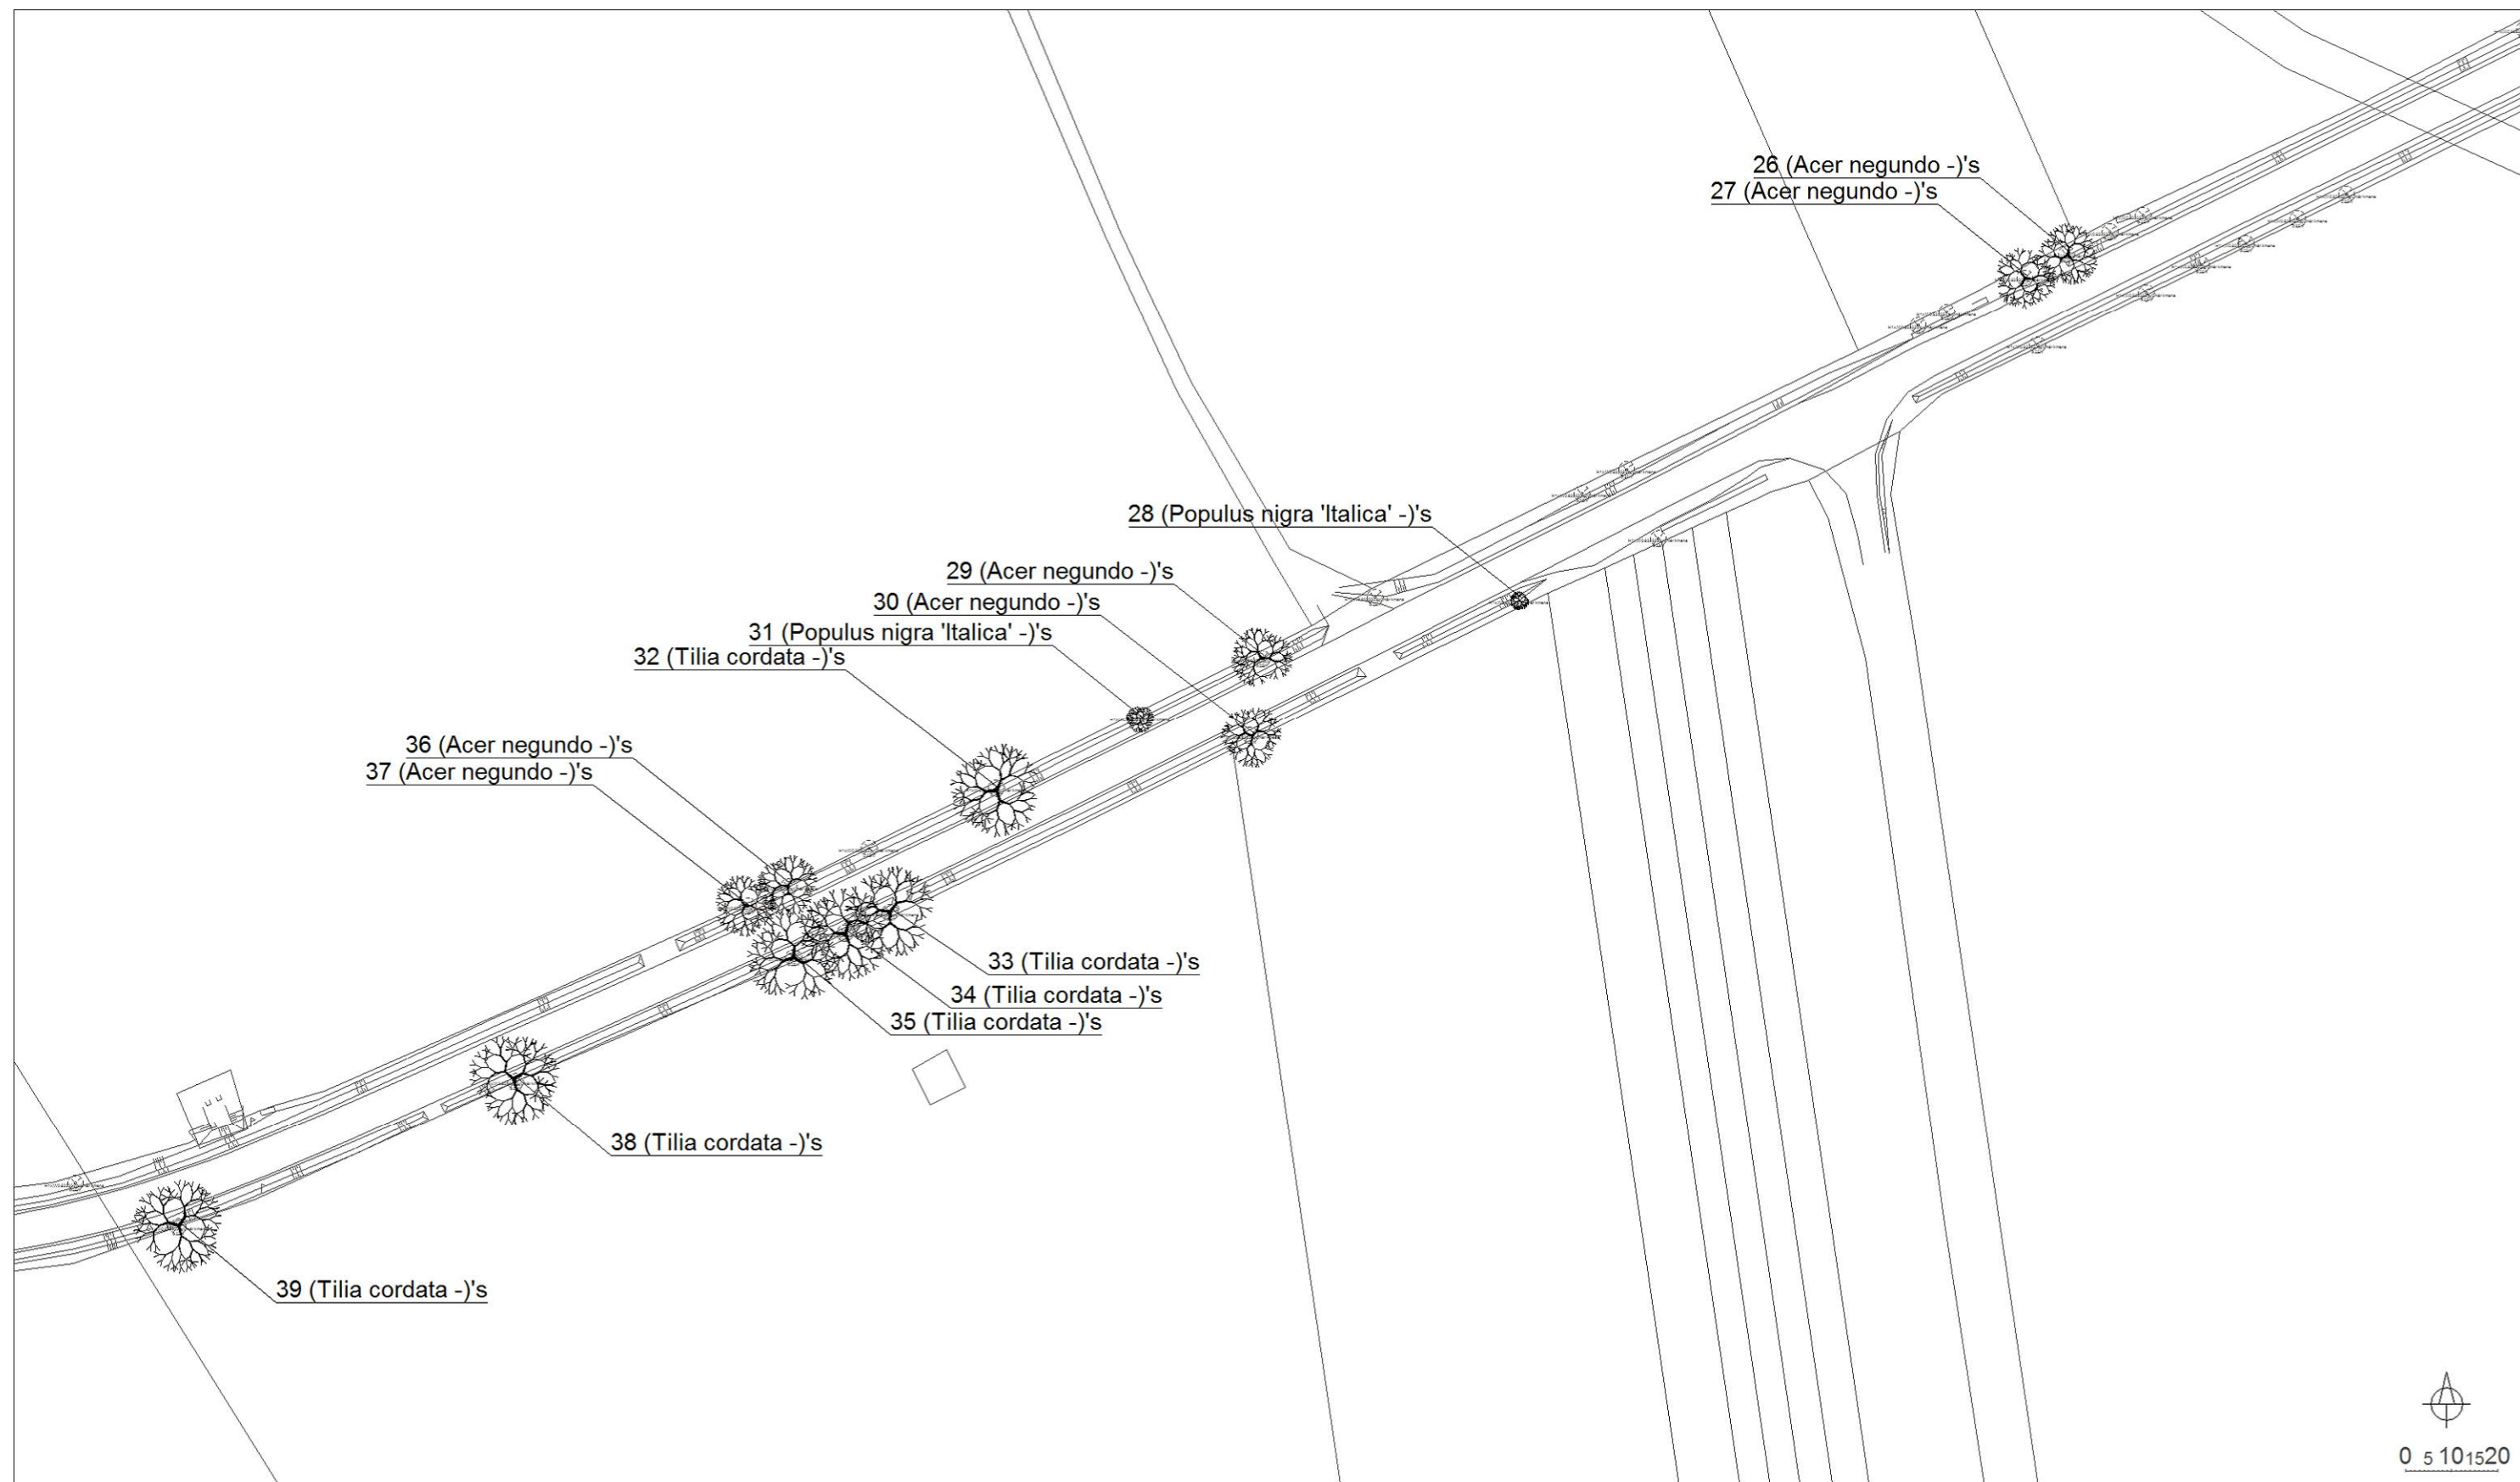 26 (Acer negundo -)'s
27 (Acer negundo -)'s
28 (Populus nigra 'Italica' -)'s
29 (Acer negundo -)'s
30 (Acer negundo -)'s
31 (Populus nigra 'Italica' -)'s
32 (Tilia cordata -)'s
36 (Acer negundo -)'s
37 (Acer negundo -)'s
33 (Tilia cordata -)'s
34 (Tilia cordata -)'s
35 (Tilia cordata -)'s
38 (Tilia cordata -)'s
39 (Tilia cordata -)'s
0 5 10 15 20